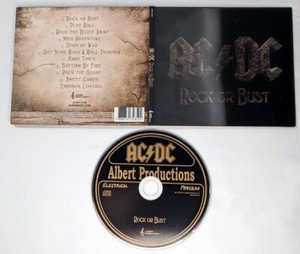 Rock or Bust
Play Ball
Rock the Blues Away
Miss Adventure
Dogs of War
Got Some Rock & Roll Thunder
Hard Times
Baptism by Fire
Rock the House
Sweet Candy
Emission Control
AC/DC
Rock or Bust
AC/DC
Albert Productions
Electrical
Rock or Bust